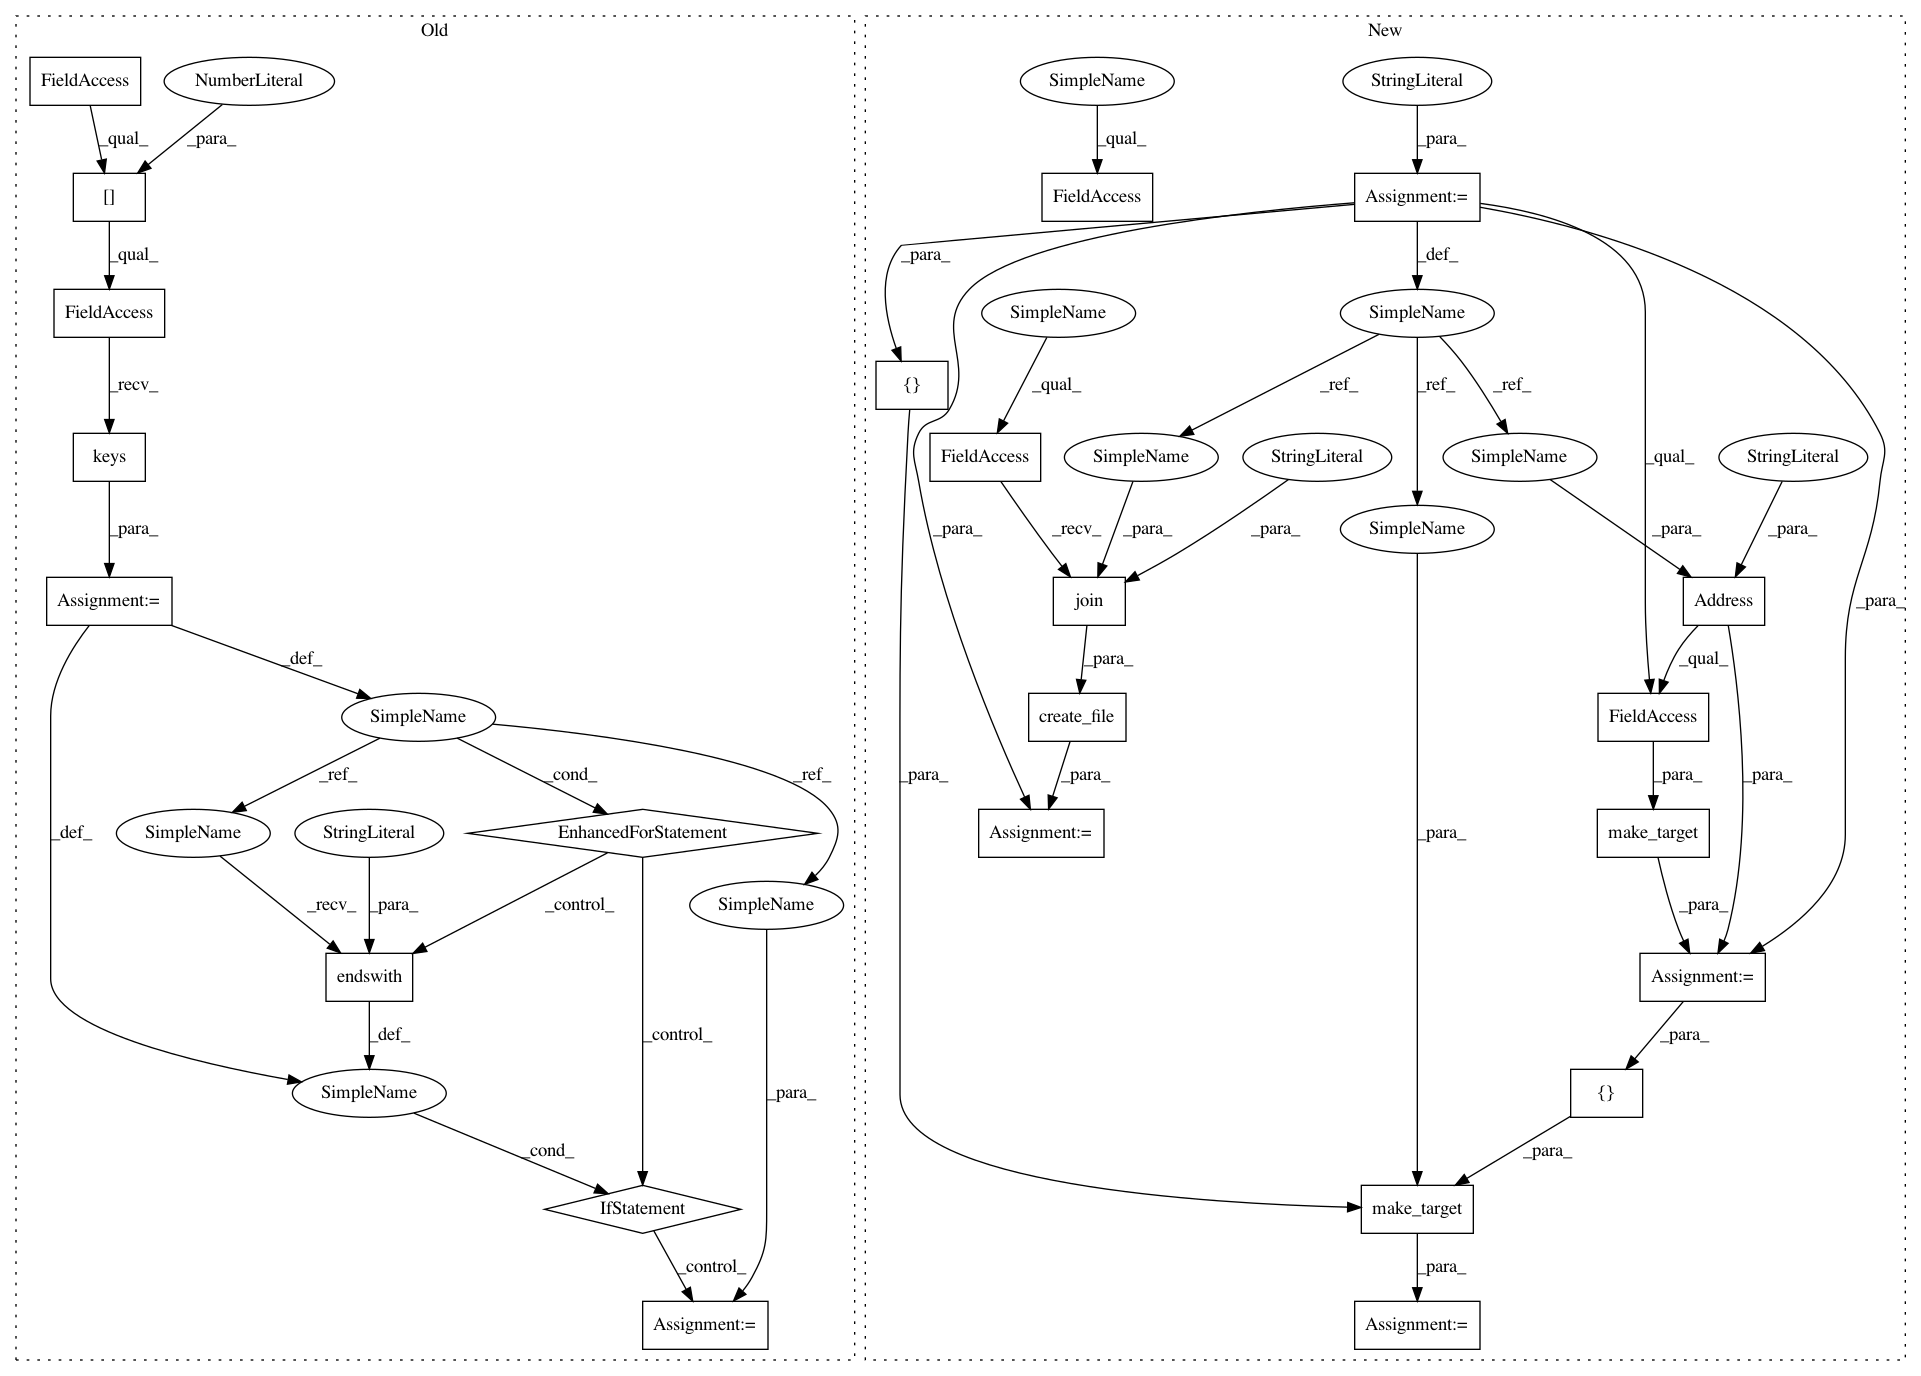 Old
New
FieldAccess
NumberLiteral
SimpleName
StringLiteral
_qual_
_para_
_qual_
_para_
[]
FieldAccess
Assignment:=
_qual_
_para_
_def_
FieldAccess
SimpleName
SimpleName
_recv_
{}
_qual_
_ref_
_ref_
_ref_
keys
FieldAccess
SimpleName
StringLiteral
SimpleName
_qual_
StringLiteral
_para_
_para_
_recv_
_para_
_para_
SimpleName
_para_
_para_
Assignment:=
join
Address
_para_
_def_
_para_
_qual_
SimpleName
create_file
FieldAccess
_ref_
_cond_
_ref_
_para_
_para_
_para_
_para_
_def_
SimpleName
StringLiteral
EnhancedForStatement
Assignment:=
_para_
make_target
_recv_
_para_
_control_
SimpleName
_para_
endswith
Assignment:=
_def_
_control_
_para_
SimpleName
_para_
{}
_cond_
_para_
IfStatement
make_target
_control_
_para_
Assignment:=
Assignment:=